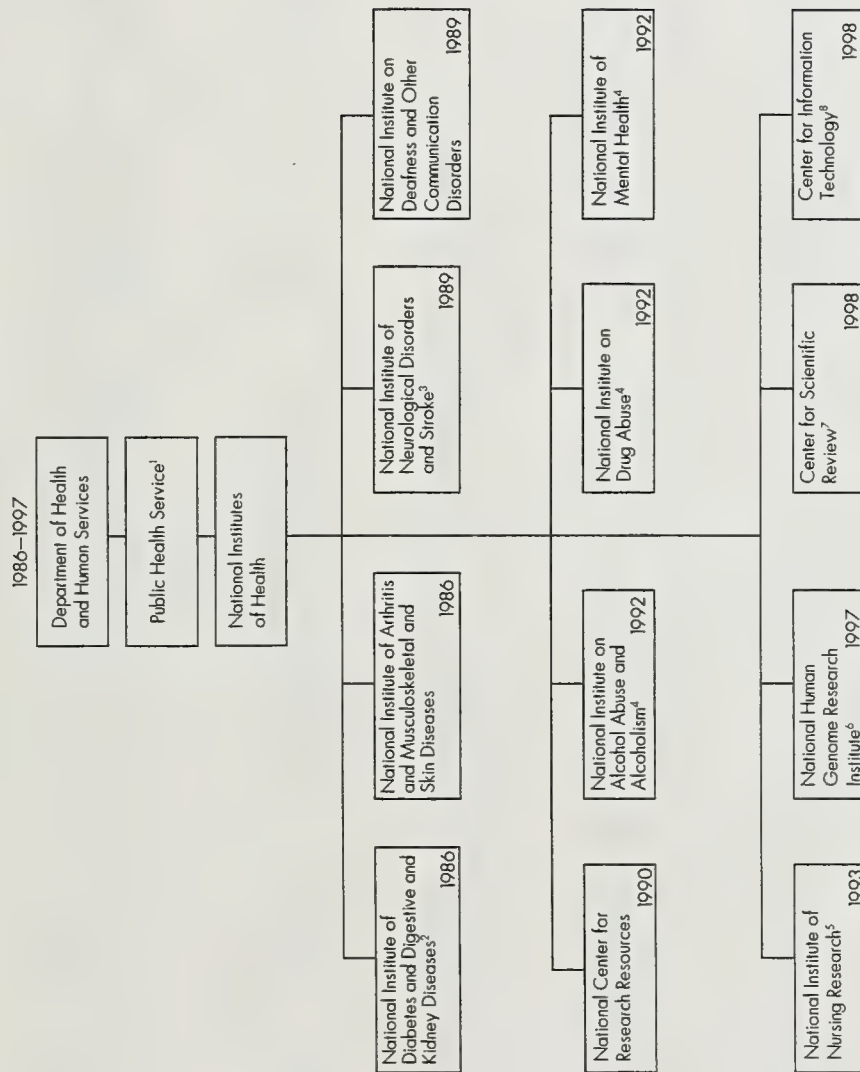 1986–1997
Department of Health
and Human Services
Public Health Service¹
National Institutes
of Health
National Institute of
Diabetes and Digestive and
Kidney Diseases²
1986
National Institute of Arthritis
and Musculoskeletal and
Skin Diseases
1986
National Institute of
Neurological Disorders
and Stroke³
1989
National Institute on
Deafness and Other
Communication
Disorders
1989
National Center for
Research Resources
1990
National Institute on
Alcohol Abuse and
Alcoholism⁴
1992
National Institute on
Drug Abuse⁴
1992
National Institute of
Mental Health⁴
1992
National Institute of
Nursing Research⁵
1993
National Human
Genome Research
Institute⁶
1997
Center for Scientific
Review⁷
1998
Center for Information
Technology⁸
1998